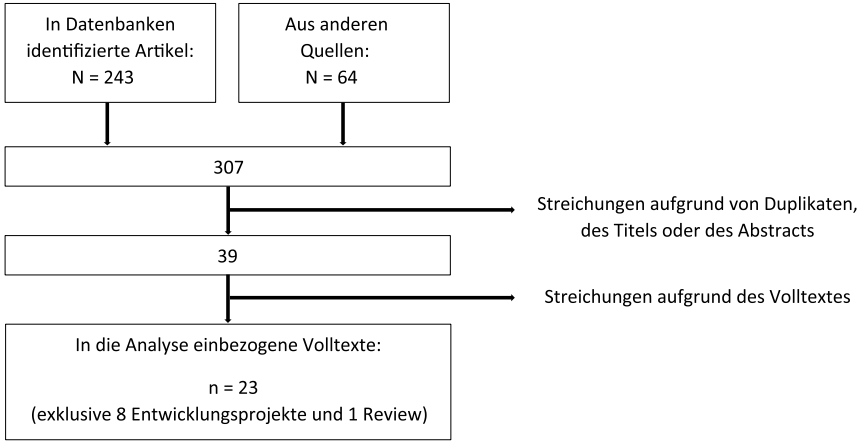 In Datenbanken
identifizierte Artikel:
N = 243
Aus anderen
Quellen:
N = 64
307
Streichungen aufgrund von Duplikaten,
des Titels oder des Abstracts
39
Streichungen aufgrund des Volltextes
In die Analyse einbezogene Volltexte:
n = 23
(exklusive 8 Entwicklungsprojekte und 1 Review)